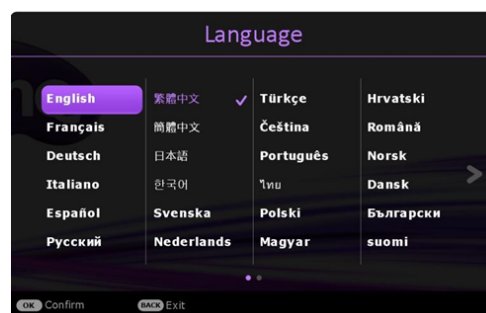 Language
English
Français
Deutsch
Italiano
Español
Русский
繁體中文
簡體中文
日本語
한국어
Svenska
Nederlands
Türkçe
Čeština
Português
ไทย
Polski
Magyar
Hrvatski
Română
Norsk
Dansk
Български
suomi
OK Confirm
BACK Exit